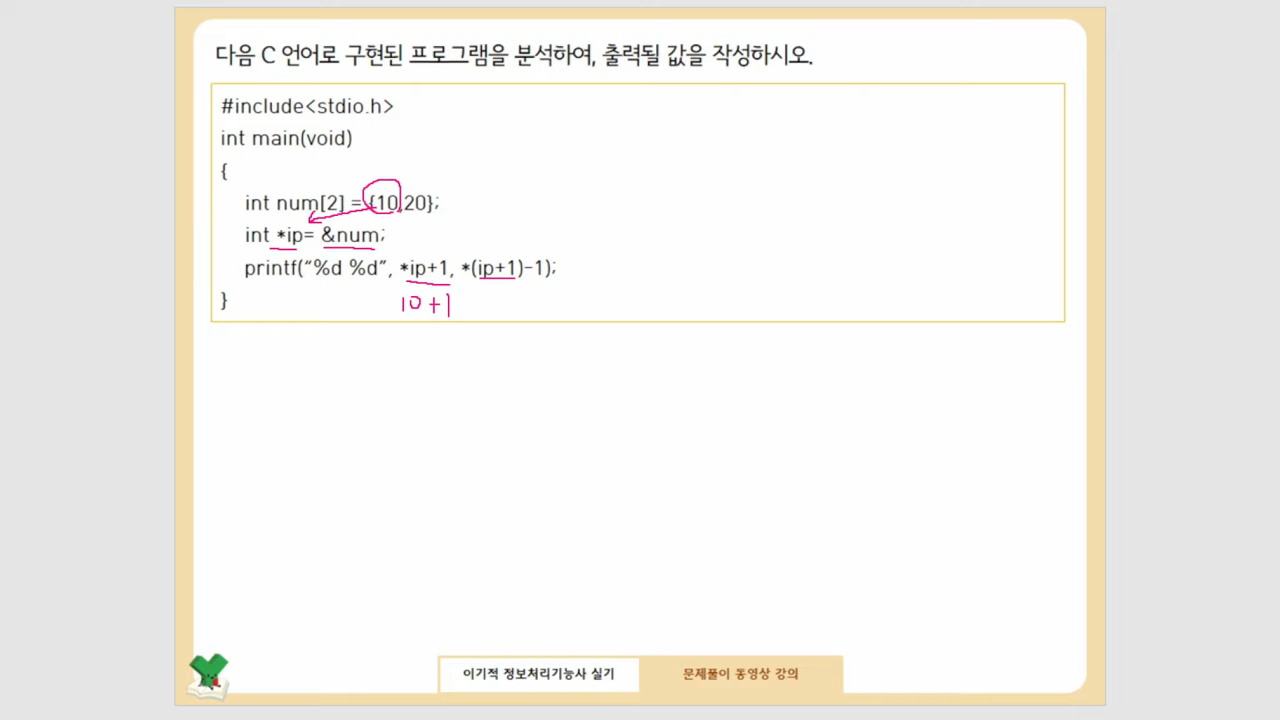 다음 C 언어로 구현된 프로그램을 분석하여, 출력될 값을 작성하시오.
#include<stdio.h>
int main(void)
{
int num[2] = {10,20};
int *ip= &num;
printf("%d %d", *ip+1, *(ip+1)-1);
10+1
}
이기적 정보처리기능사 실기
문제풀이 동영상 강의